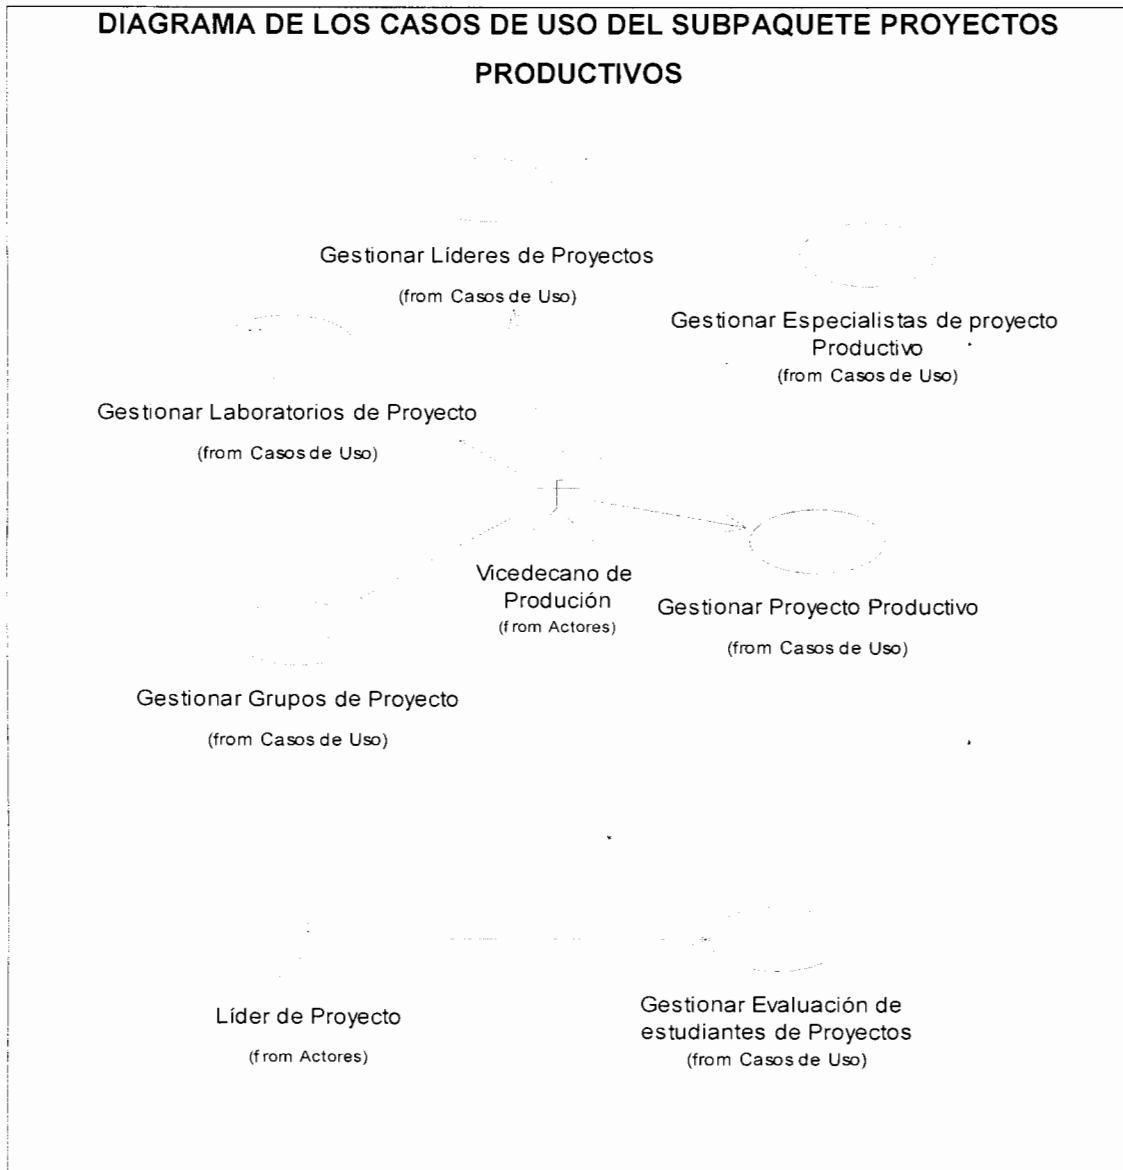 DIAGRAMA DE LOS CASOS DE USO DEL SUBPAQUETE PROYECTOS
PRODUCTIVOS
Gestionar Líderes de Proyectos
(from Casos de Uso)
Gestionar Especialistas de proyecto
Productivo
(from Casos de Uso)
Gestionar Laboratorios de Proyecto
(from Casos de Uso)
Vicedecano de
Produción
(from Actores)
Gestionar Proyecto Productivo
(from Casos de Uso)
Gestionar Grupos de Proyecto
(from Casos de Uso)
Líder de Proyecto
(from Actores)
Gestionar Evaluación de
estudiantes de Proyectos
(from Casos de Uso)